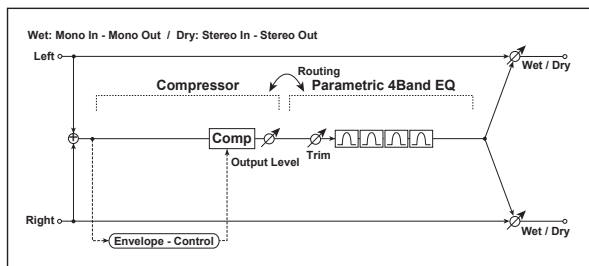 Wet: Mono In - Mono Out / Dry: Stereo In - Stereo Out
Left
Wet / Dry
Routing
Compressor
Parametric 4Band EQ
Comp
Output Level
Trim
Right
Wet / Dry
Envelope - Control